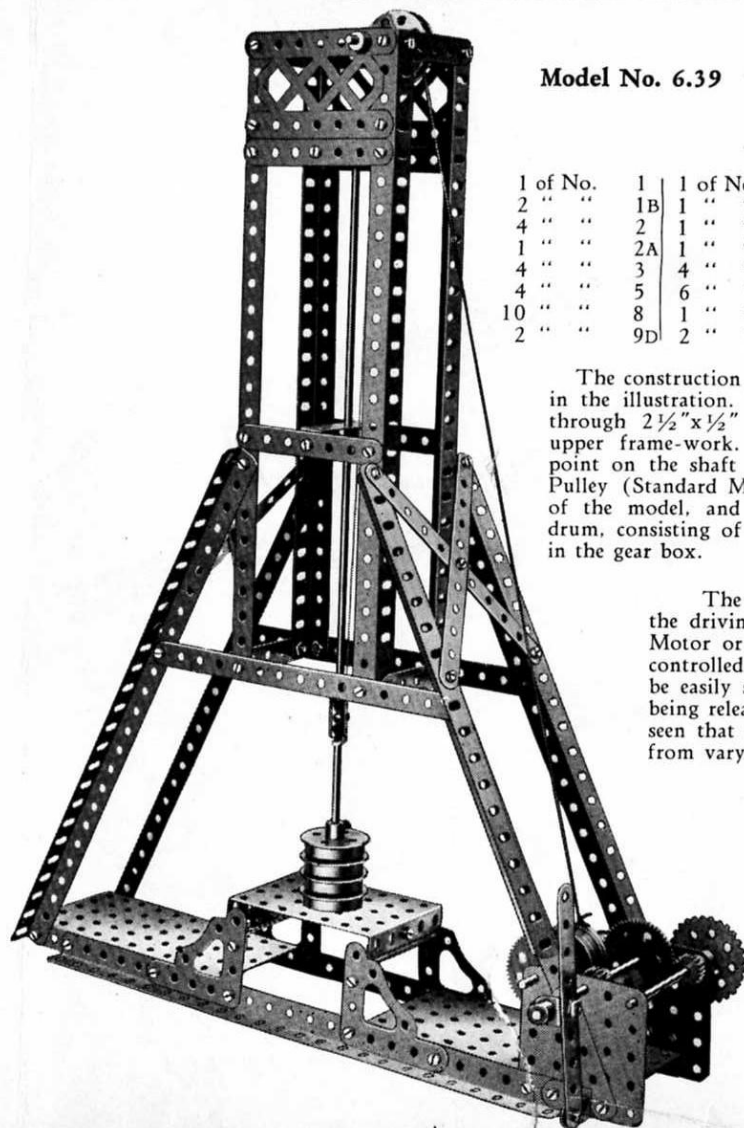 Model No. 6.39
1 of No. 1 1 of No
2 “ “ 1B 1 “
4 “ “ 2 1 “
1 “ “ 2A 1 “
4 “ “ 3 4 “
4 “ “ 5 6 “
10 “ “ 8 1 “
2 “ “ 9D 2 “
The construction
in the illustration.
through 2½"x½"
upper frame-work.
point on the shaft
Pulley (Standard M
of the model, and
drum, consisting of
in the gear box.
The
the drivin
Motor or
controlled
be easily
being relea
seen that
from vary